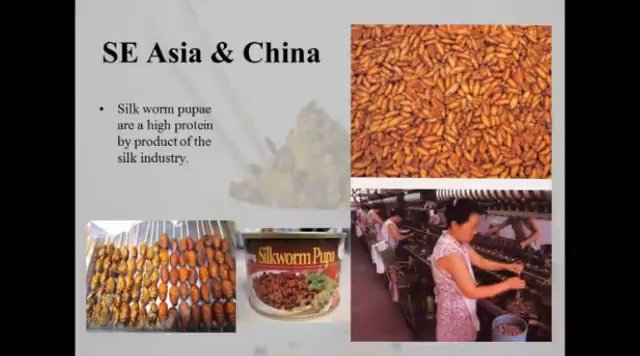 SE Asia & China
• Silk worm pupae
are a high protein
by product of the
silk industry.
Silkworm Pupa